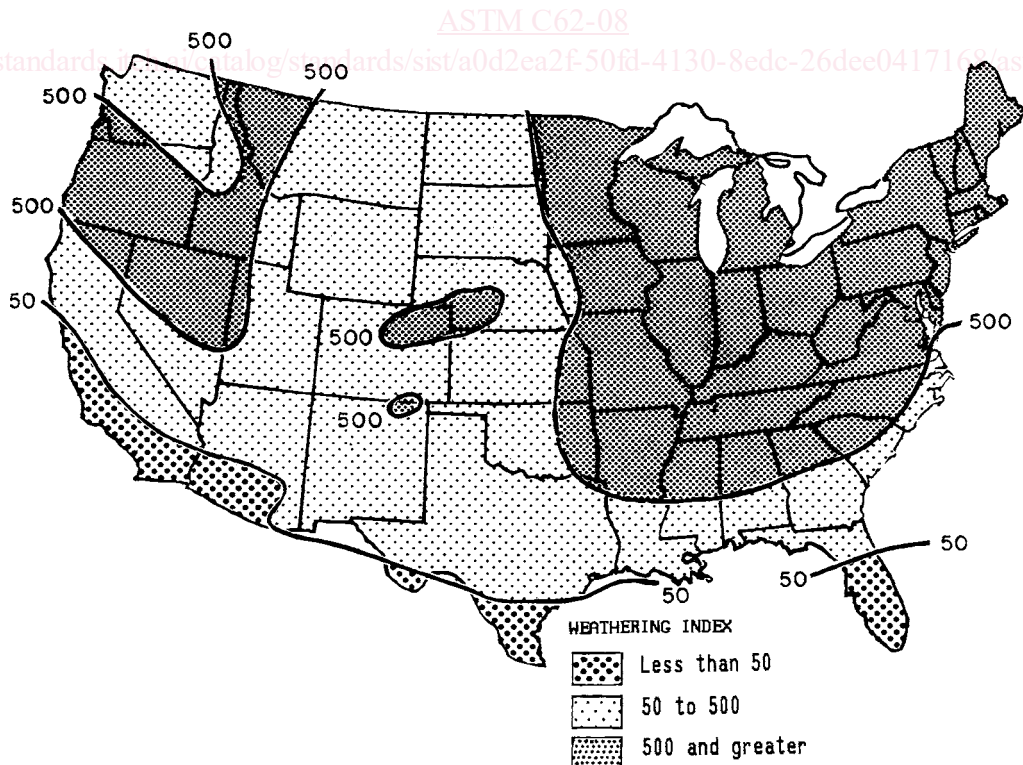 ASTM C62-08
standards.iteh.ai/catalog/standards/sist/a0d2ea2f-50fd-4130-8edc-26dee0417168/as
500
500
500
500
50
500
500
500
50
50
50
WEATHERING INDEX
Less than 50
50 to 500
500 and greater